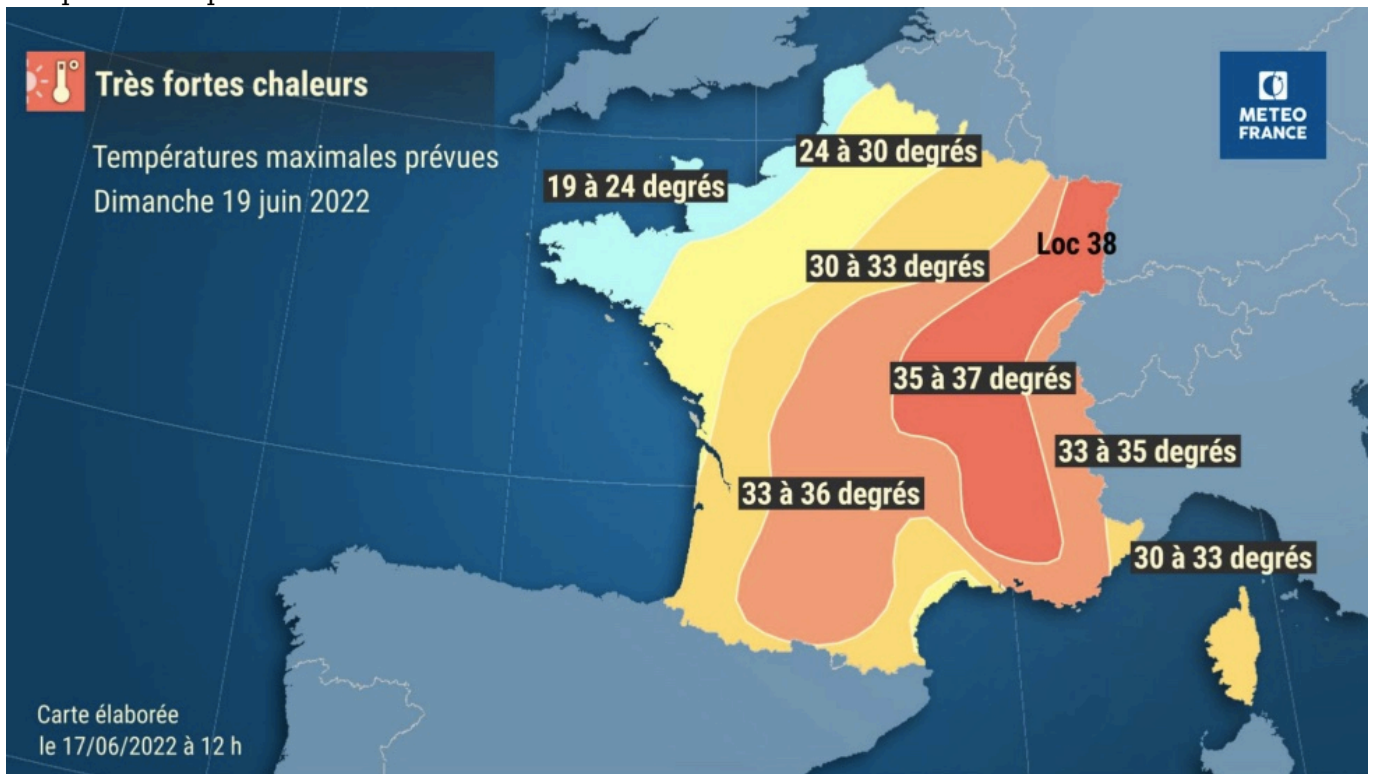 Très fortes chaleurs
Températures maximales prévues
Dimanche 19 juin 2022
METEO
FRANCE
24 à 30 degrés
19 à 24 degrés
Loc 38
30 à 33 degrés
35 à 37 degrés
33 à 35 degrés
33 à 36 degrés
30 à 33 degrés
Carte élaborée
le 17/06/2022 à 12 h